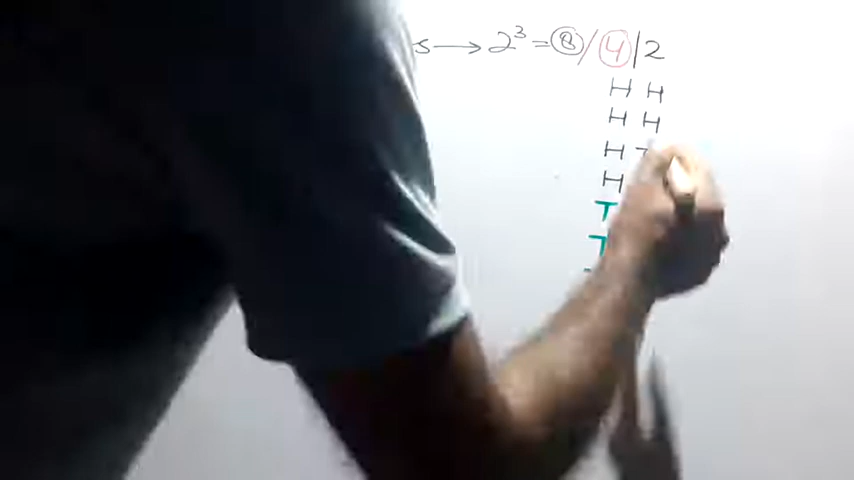 s → 2³ = 8 / 4 | 2
H H
H H
H T
H
T
T